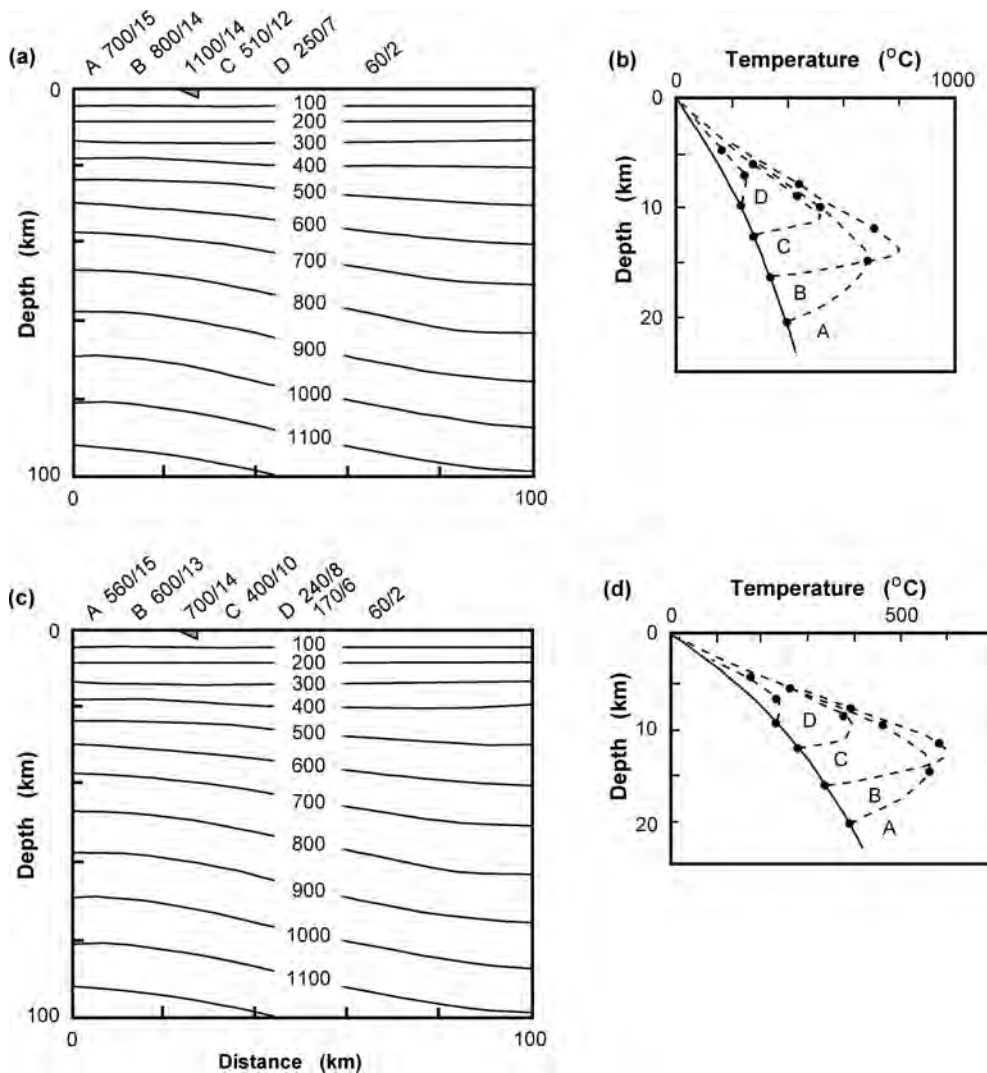 (a)
A 700/15
B 800/14
1100/14
C 510/12
D 250/7
60/2
0
100
200
300
400
500
600
700
800
900
1000
1100
100
Depth (km)
0
100
(b)
Temperature (°C)
0
1000
0
10
20
Depth (km)
D
C
B
A
(c)
A 560/15
B 600/13
700/14
C 400/10
D 240/8
170/6
60/2
0
100
200
300
400
500
600
700
800
900
1000
1100
100
Depth (km)
0
100
Distance (km)
(d)
Temperature (°C)
0
500
0
10
20
Depth (km)
D
C
B
A